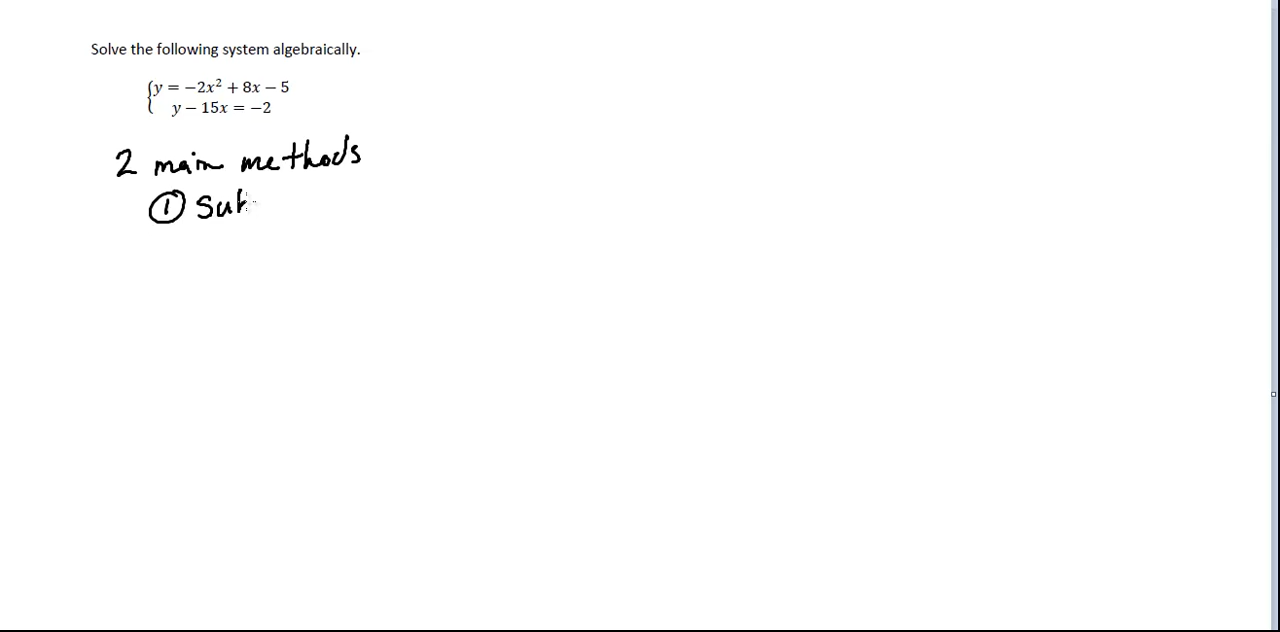 Solve the following system algebraically.
y = −2x² + 8x − 5
y − 15x = −2
2 main methods
① Sub